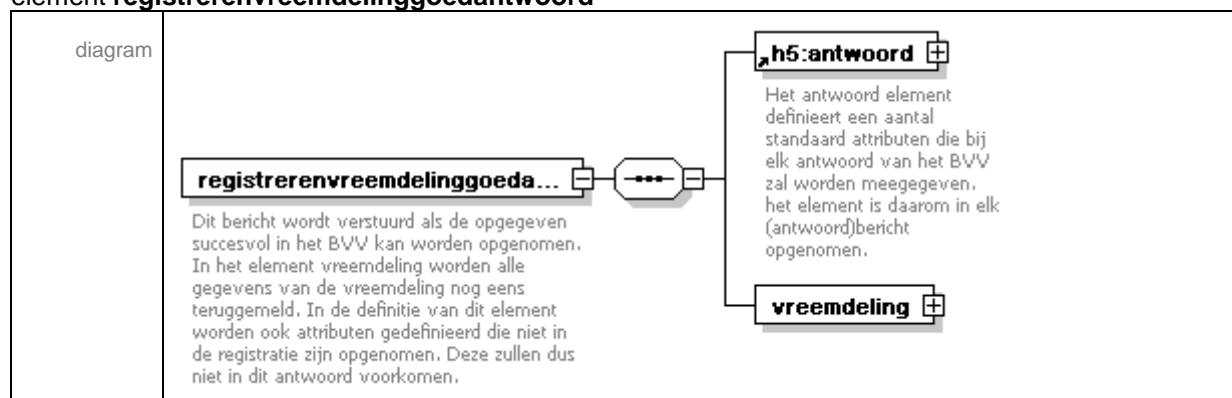 element registrerenvreemdelinggoedantwoord
diagram
h5:antwoord
Het antwoord element
definieert een aantal
standaard attributen die bij
elk antwoord van het BVV
zal worden meegegeven.
het element is daarom in elk
(antwoord)bericht
opgenomen.
registrerenvreemdelinggoeda...
Dit bericht wordt verstuurd als de opgegeven
succesvol in het BVV kan worden opgenomen.
In het element vreemdeling worden alle
gegevens van de vreemdeling nog eens
teruggemeld. In de definitie van dit element
worden ook attributen gedefinieerd die niet in
de registratie zijn opgenomen. Deze zullen dus
niet in dit antwoord voorkomen.
vreemdeling